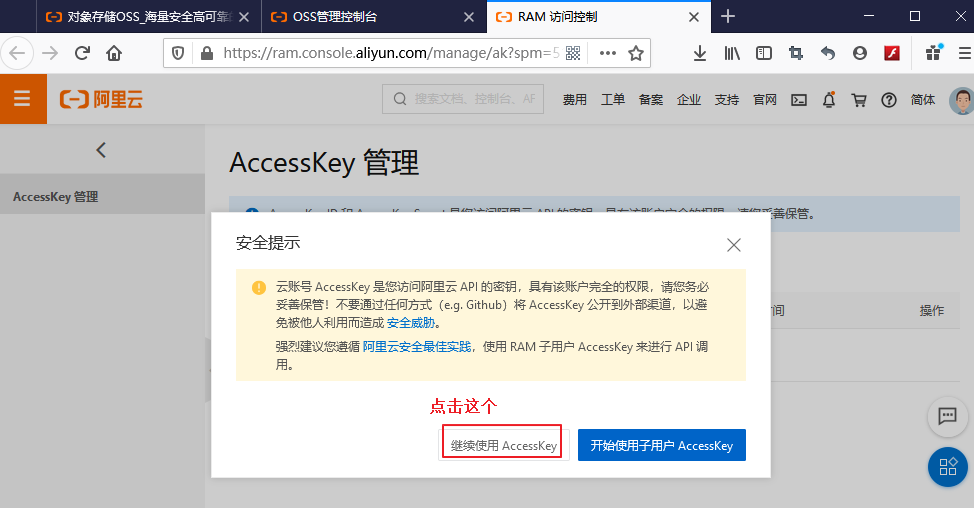 对象存储OSS_海量安全高可靠
OSS管理控制台
RAM 访问控制
https://ram.console.aliyun.com/manage/ak?spm=5
阿里云
搜索文档、控制台、AF
费用 工单 备案 企业 支持 官网 简体
AccessKey 管理
AccessKey 管理
安全提示
云账号 AccessKey 是您访问阿里云 API 的密钥，具有该账户完全的权限，请您务必
妥善保管！不要通过任何方式（e.g. Github）将 AccessKey 公开到外部渠道，以避
免被他人利用而造成 安全威胁。
强烈建议您遵循 阿里云安全最佳实践，使用 RAM 子用户 AccessKey 来进行 API 调
用。
间 操作
点击这个
继续使用 AccessKey
开始使用子用户 AccessKey